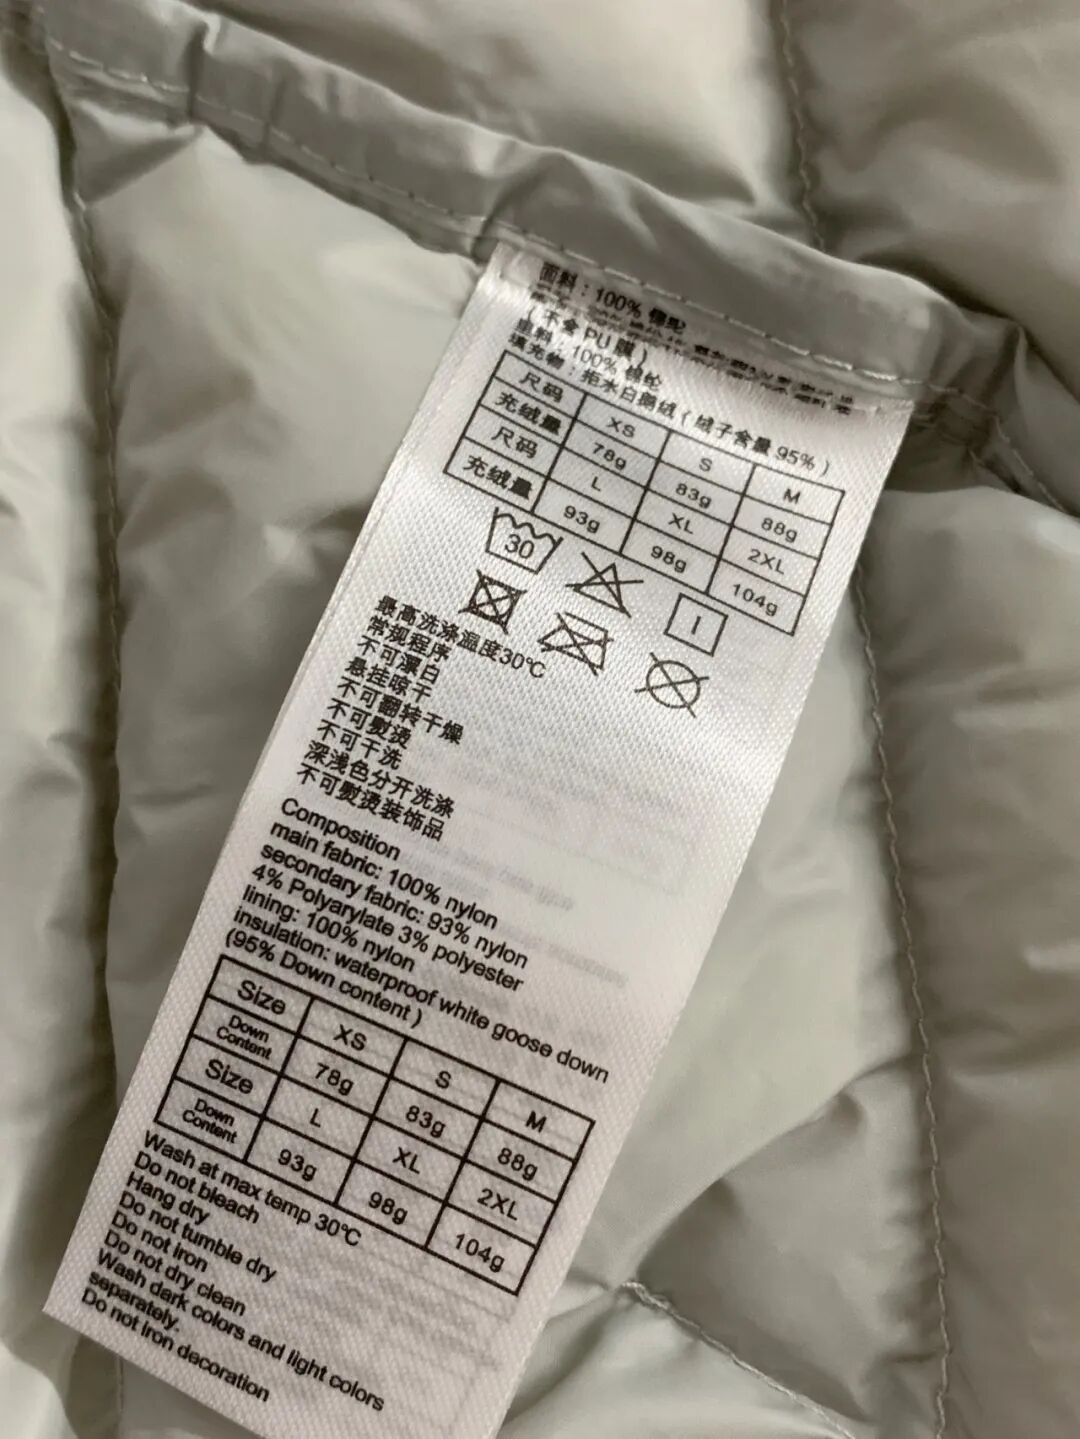 面料：100% 锦纶
（不含 PU 膜）
里料：100% 锦纶
填充物：拒水白鹅绒（绒子含量 95%）
尺码 XS S M
充绒量 78g 83g 88g
尺码 L XL 2XL
充绒量 93g 98g 104g
30
最高洗涤温度30℃
常规程序
不可漂白
悬挂晾干
不可翻转干燥
不可熨烫
不可干洗
深浅色分开洗涤
不可熨烫装饰品
Composition
main fabric: 100% nylon
secondary fabric: 93% nylon
4% Polyarylate 3% polyester
lining: 100% nylon
insulation: waterproof white goose down
(95% Down content )
Size XS S M
Down Content 78g 83g 88g
Size L XL 2XL
Down Content 93g 98g 104g
Wash at max temp 30℃
Do not bleach
Hang dry
Do not tumble dry
Do not iron
Do not dry clean
Wash dark colors and light colors
separately.
Do not Iron decoration